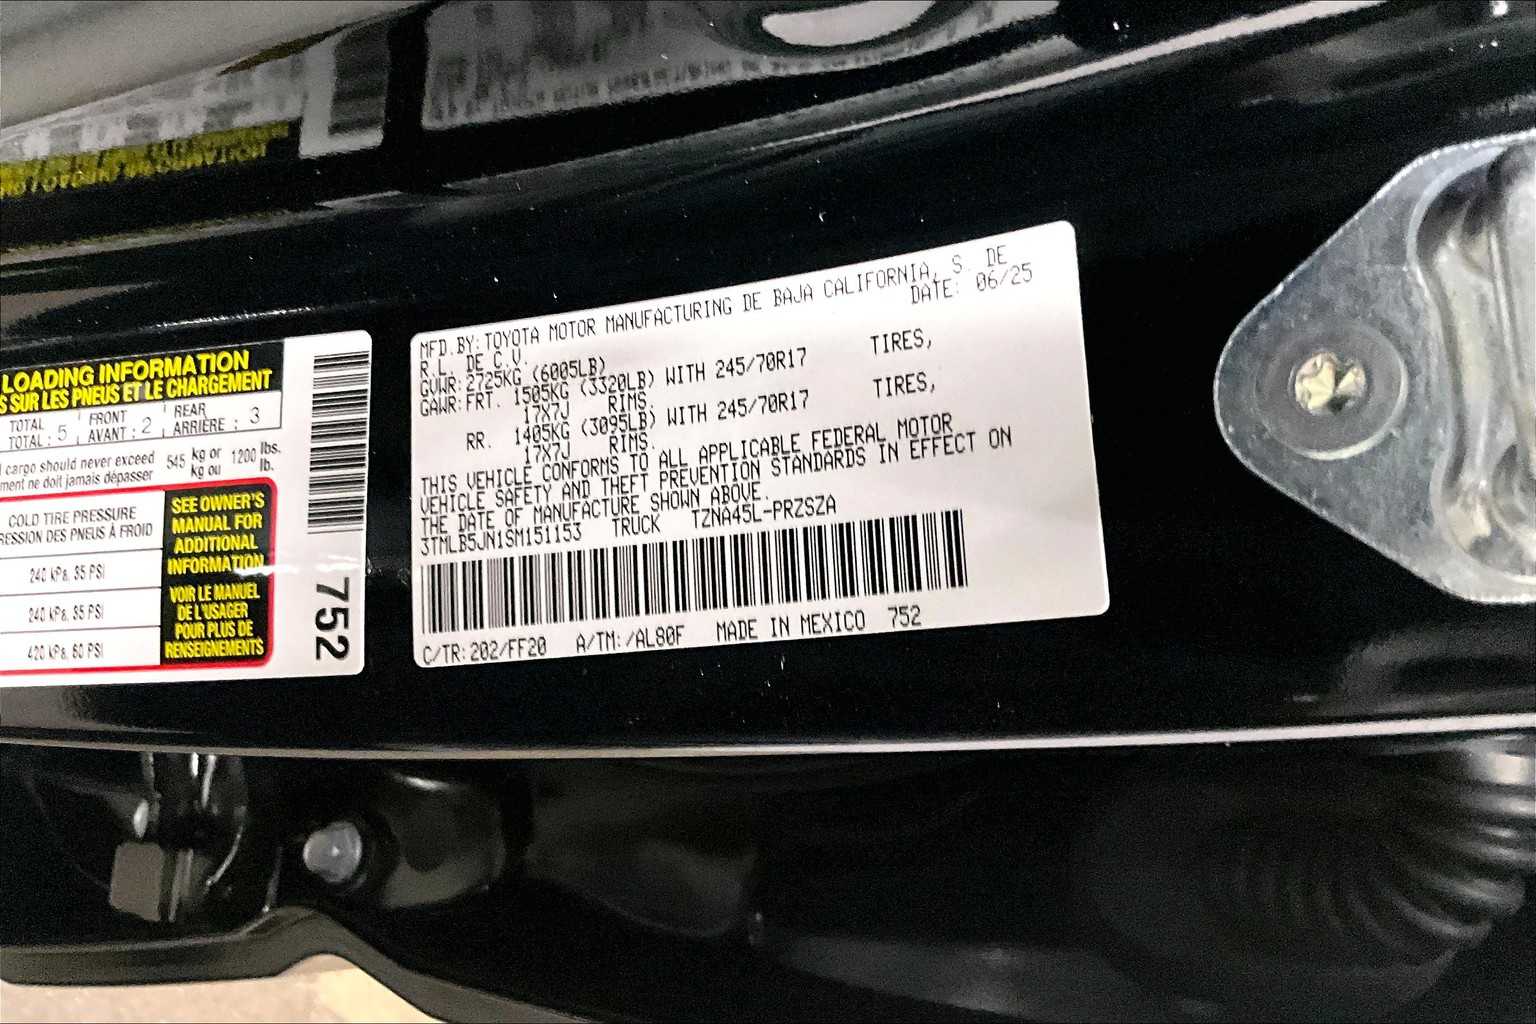 LOADING INFORMATION
S SUR LES PNEUS ET LE CHARGEMENT
TOTAL FRONT REAR
TOTAL : 5 AVANT : 2 ARRIÈRE : 3
cargo should never exceed 545 kg or 1200 lbs.
ment ne doit jamais dépasser kg ou lb.
COLD TIRE PRESSURE
RESSION DES PNEUS À FROID
240 kPa, 35 PSI
240 kPa, 35 PSI
420 kPa, 60 PSI
SEE OWNER'S
MANUAL FOR
ADDITIONAL
INFORMATION
VOIR LE MANUEL
DE L'USAGER
POUR PLUS DE
RENSEIGNEMENTS
752
MFD.BY: TOYOTA MOTOR MANUFACTURING DE BAJA CALIFORNIA, S. DE
R.L. DE C.V. DATE: 06/25
GVWR: 2725KG (6005LB)
GAWR: FRT. 1505KG (3320LB) WITH 245/70R17 TIRES,
17X7J RIMS.
RR. 1405KG (3095LB) WITH 245/70R17 TIRES,
17X7J RIMS.
THIS VEHICLE CONFORMS TO ALL APPLICABLE FEDERAL MOTOR
VEHICLE SAFETY AND THEFT PREVENTION STANDARDS IN EFFECT ON
THE DATE OF MANUFACTURE SHOWN ABOVE.
3TMLB5JN1SM151153 TRUCK TZNA45L-PRZSZA
C/TR: 202/FF20 A/TM: /AL80F MADE IN MEXICO 752